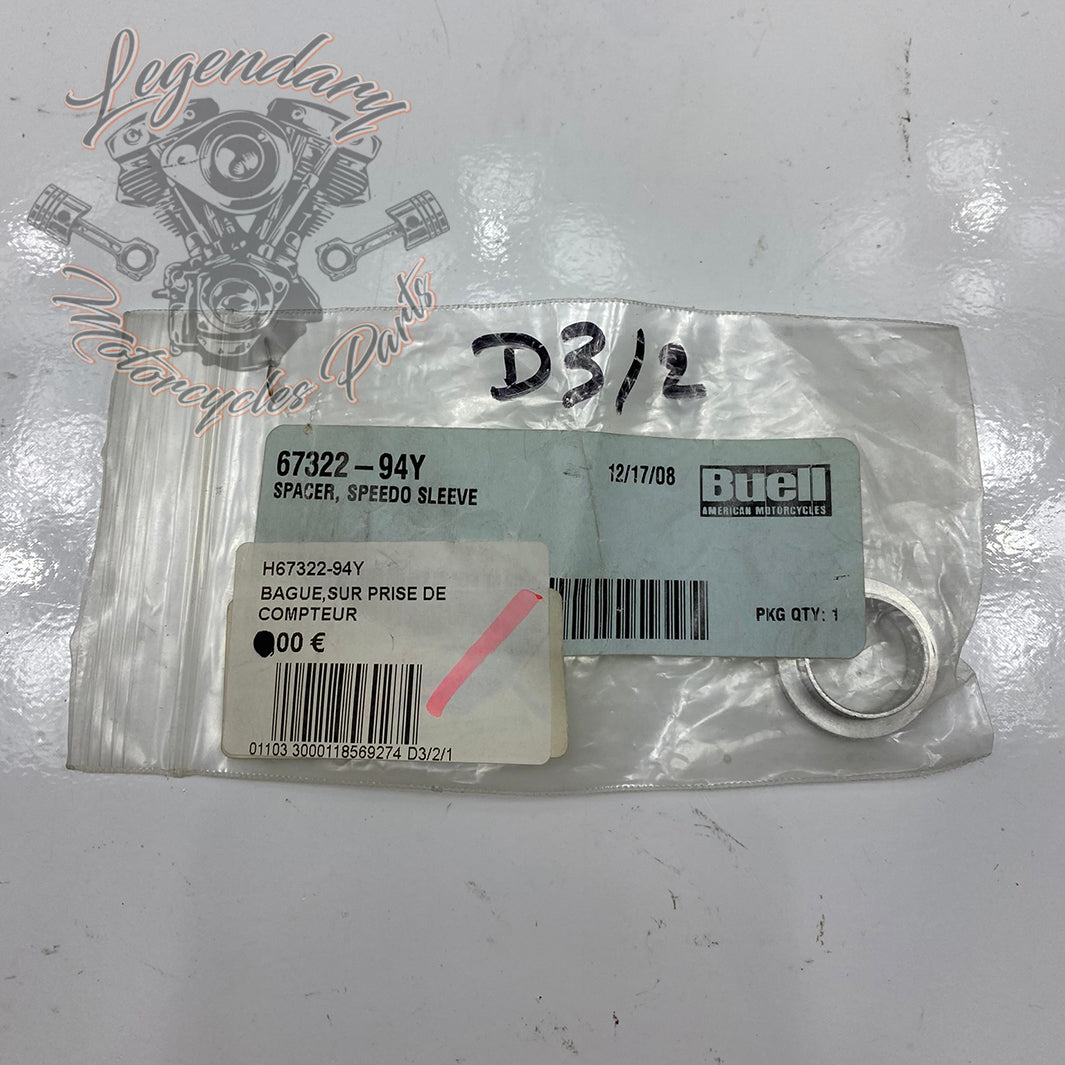 Legendary
Motorcycles Parts
D3/2
67322-94Y
SPACER, SPEEDO SLEEVE
12/17/08
Buell
AMERICAN MOTORCYCLES
PKG QTY: 1
H67322-94Y
BAGUE,SUR PRISE DE
COMPTEUR
00 €
01103 3000118569274 D3/2/1